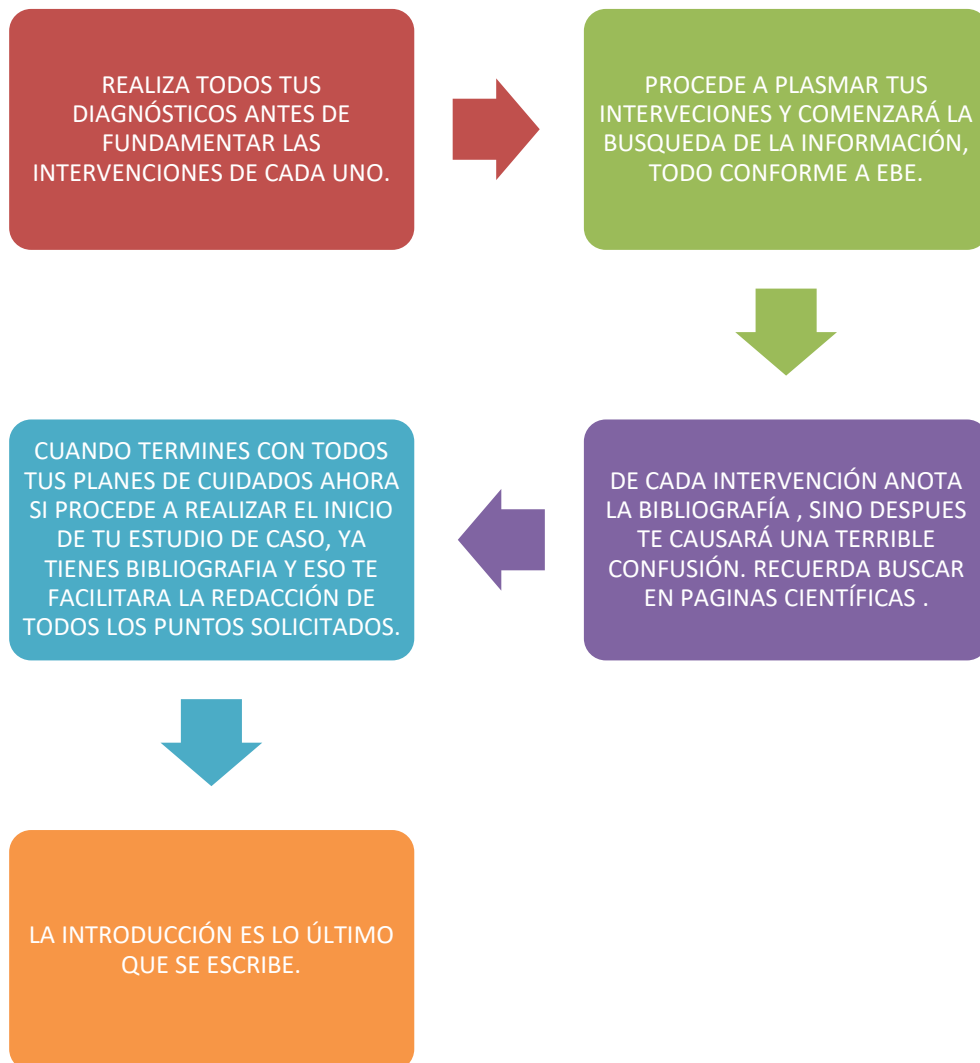 REALIZA TODOS TUS
DIAGNÓSTICOS ANTES DE
FUNDAMENTAR LAS
INTERVENCIONES DE CADA UNO.
PROCEDE A PLASMAR TUS
INTERVECIONES Y COMENZARÁ LA
BUSQUEDA DE LA INFORMACIÓN,
TODO CONFORME A EBE.
DE CADA INTERVENCIÓN ANOTA
LA BIBLIOGRAFÍA , SINO DESPUES
TE CAUSARÁ UNA TERRIBLE
CONFUSIÓN. RECUERDA BUSCAR
EN PAGINAS CIENTÍFICAS .
CUANDO TERMINES CON TODOS
TUS PLANES DE CUIDADOS AHORA
SI PROCEDE A REALIZAR EL INICIO
DE TU ESTUDIO DE CASO, YA
TIENES BIBLIOGRAFIA Y ESO TE
FACILITARA LA REDACCIÓN DE
TODOS LOS PUNTOS SOLICITADOS.
LA INTRODUCCIÓN ES LO ÚLTIMO
QUE SE ESCRIBE.